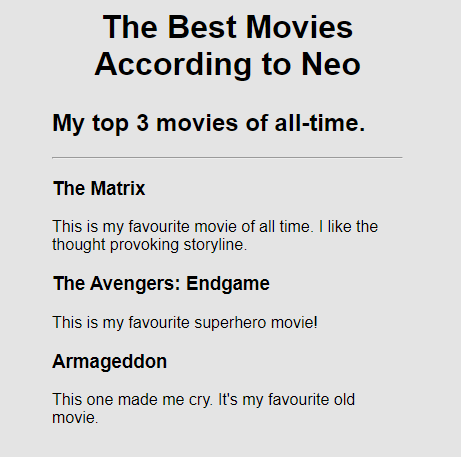 The Best Movies
According to Neo
My top 3 movies of all-time.
The Matrix
This is my favourite movie of all time. I like the
thought provoking storyline.
The Avengers: Endgame
This is my favourite superhero movie!
Armageddon
This one made me cry. It's my favourite old
movie.